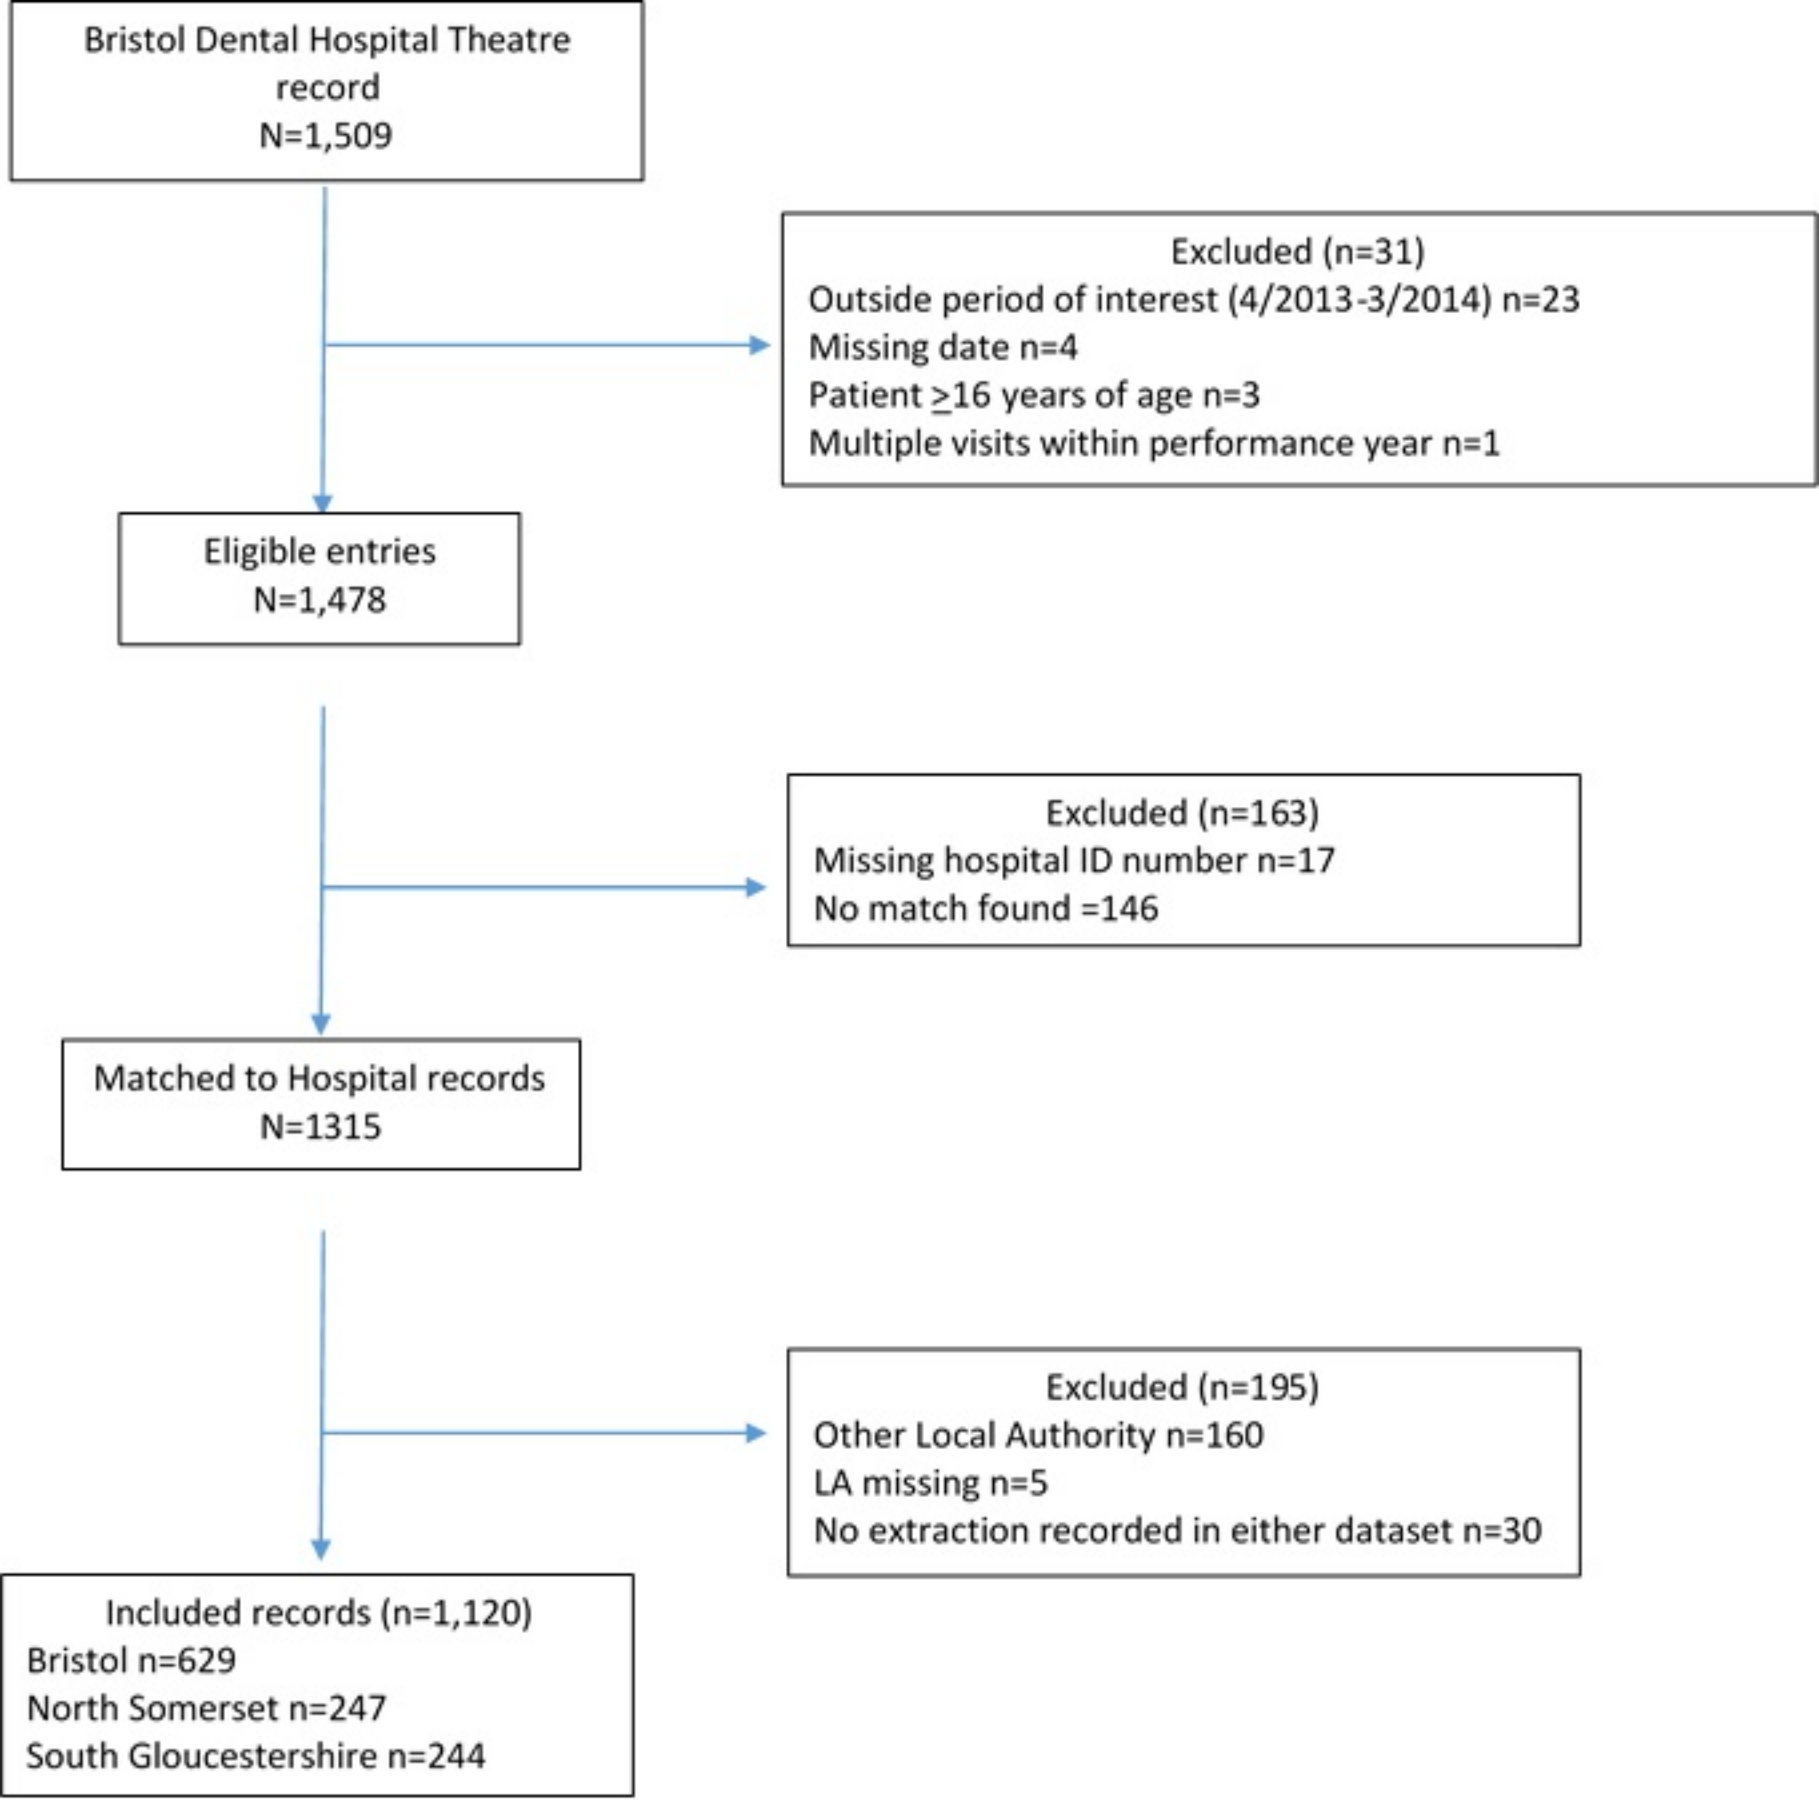 Bristol Dental Hospital Theatre
record
N=1,509
Excluded (n=31)
Outside period of interest (4/2013-3/2014) n=23
Missing date n=4
Patient ≥16 years of age n=3
Multiple visits within performance year n=1
Eligible entries
N=1,478
Excluded (n=163)
Missing hospital ID number n=17
No match found =146
Matched to Hospital records
N=1315
Excluded (n=195)
Other Local Authority n=160
LA missing n=5
No extraction recorded in either dataset n=30
Included records (n=1,120)
Bristol n=629
North Somerset n=247
South Gloucestershire n=244